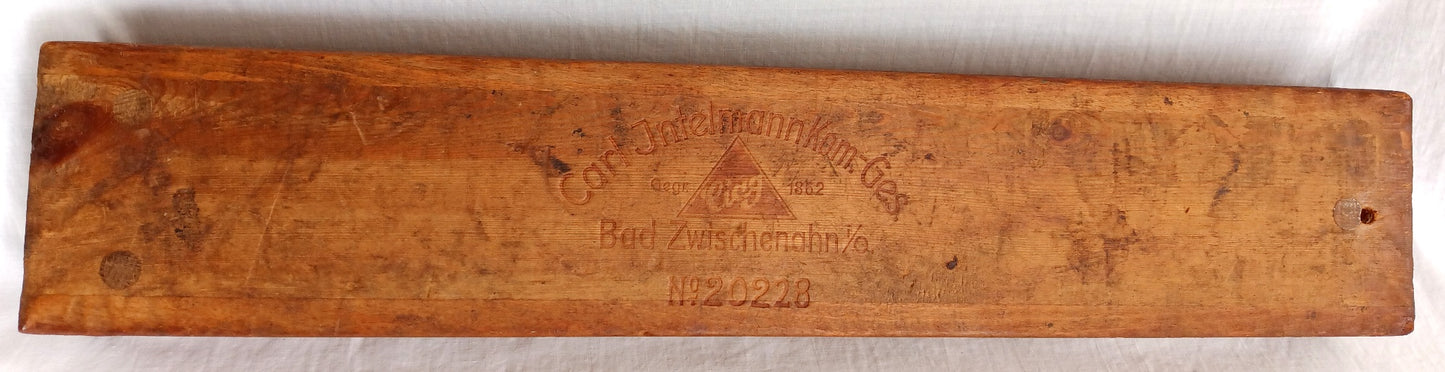 Carl Intelmann Kom.-Ges.
Gegr. 1862
Bad Zwischenahn i/O.
No 20228